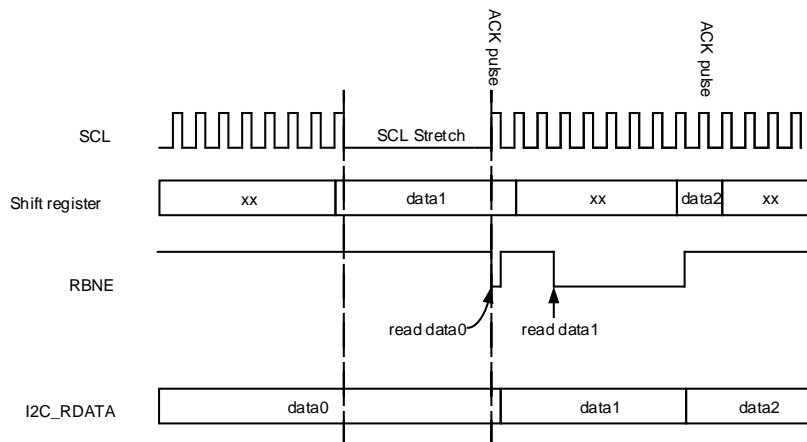 ACK pulse
ACK pulse
SCL
SCL Stretch
Shift register
xx
data1
xx
data2
xx
RBNE
read data0
read data1
I2C_RDATA
data0
data1
data2